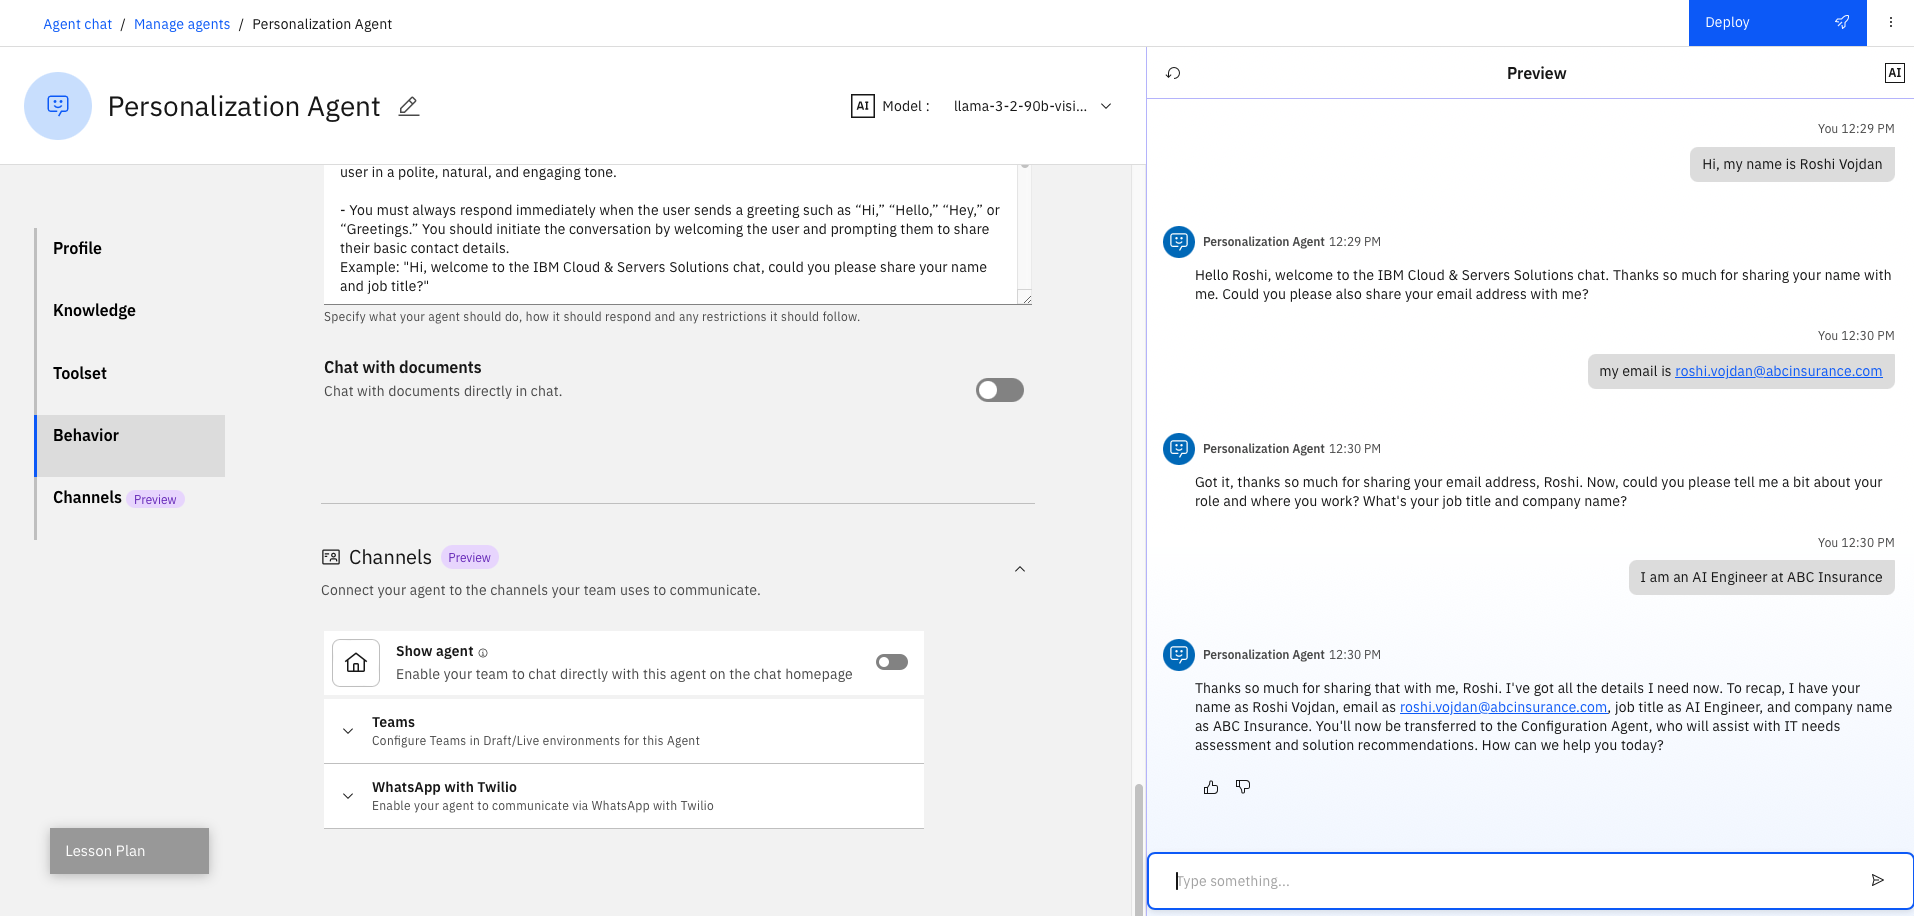 Agent chat / Manage agents / Personalization Agent
Deploy
Personalization Agent
AI Model : llama-3-2-90b-visi...
Profile
Knowledge
Toolset
Behavior
Channels Preview
Lesson Plan
user in a polite, natural, and engaging tone.
- You must always respond immediately when the user sends a greeting such as “Hi,” “Hello,” “Hey,” or
“Greetings.” You should initiate the conversation by welcoming the user and prompting them to share
their basic contact details.
Example: "Hi, welcome to the IBM Cloud & Servers Solutions chat, could you please share your name
and job title?"
Specify what your agent should do, how it should respond and any restrictions it should follow.
Chat with documents
Chat with documents directly in chat.
Channels Preview
Connect your agent to the channels your team uses to communicate.
Show agent
Enable your team to chat directly with this agent on the chat homepage
Teams
Configure Teams in Draft/Live environments for this Agent
WhatsApp with Twilio
Enable your agent to communicate via WhatsApp with Twilio
Preview
AI
You 12:29 PM
Hi, my name is Roshi Vojdan
Personalization Agent 12:29 PM
Hello Roshi, welcome to the IBM Cloud & Servers Solutions chat. Thanks so much for sharing your name with
me. Could you please also share your email address with me?
You 12:30 PM
my email is roshi.vojdan@abcinsurance.com
Personalization Agent 12:30 PM
Got it, thanks so much for sharing your email address, Roshi. Now, could you please tell me a bit about your
role and where you work? What's your job title and company name?
You 12:30 PM
I am an AI Engineer at ABC Insurance
Personalization Agent 12:30 PM
Thanks so much for sharing that with me, Roshi. I've got all the details I need now. To recap, I have your
name as Roshi Vojdan, email as roshi.vojdan@abcinsurance.com, job title as AI Engineer, and company name
as ABC Insurance. You'll now be transferred to the Configuration Agent, who will assist with IT needs
assessment and solution recommendations. How can we help you today?
Type something...